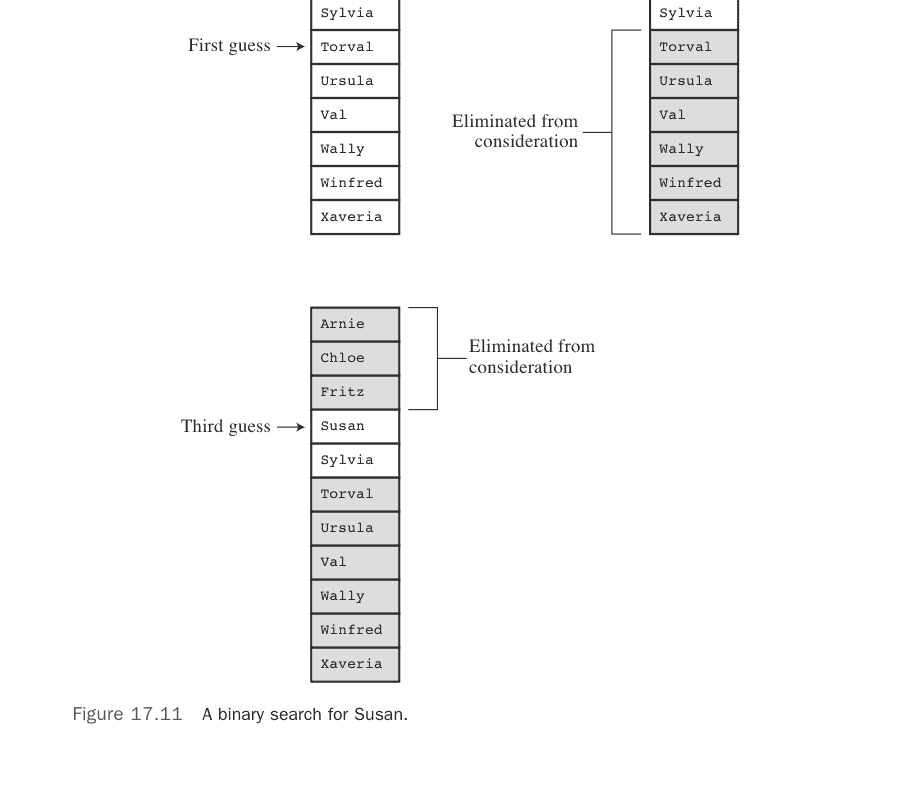 Sylvia
First guess
Torval
Ursula
Val
Wally
Winfred
Xaveria
Sylvia
Torval
Ursula
Val
Wally
Winfred
Xaveria
Eliminated from
consideration
Arnie
Chloe
Fritz
Third guess
Susan
Sylvia
Torval
Ursula
Val
Wally
Winfred
Xaveria
Eliminated from
consideration
Figure 17.11 A binary search for Susan.